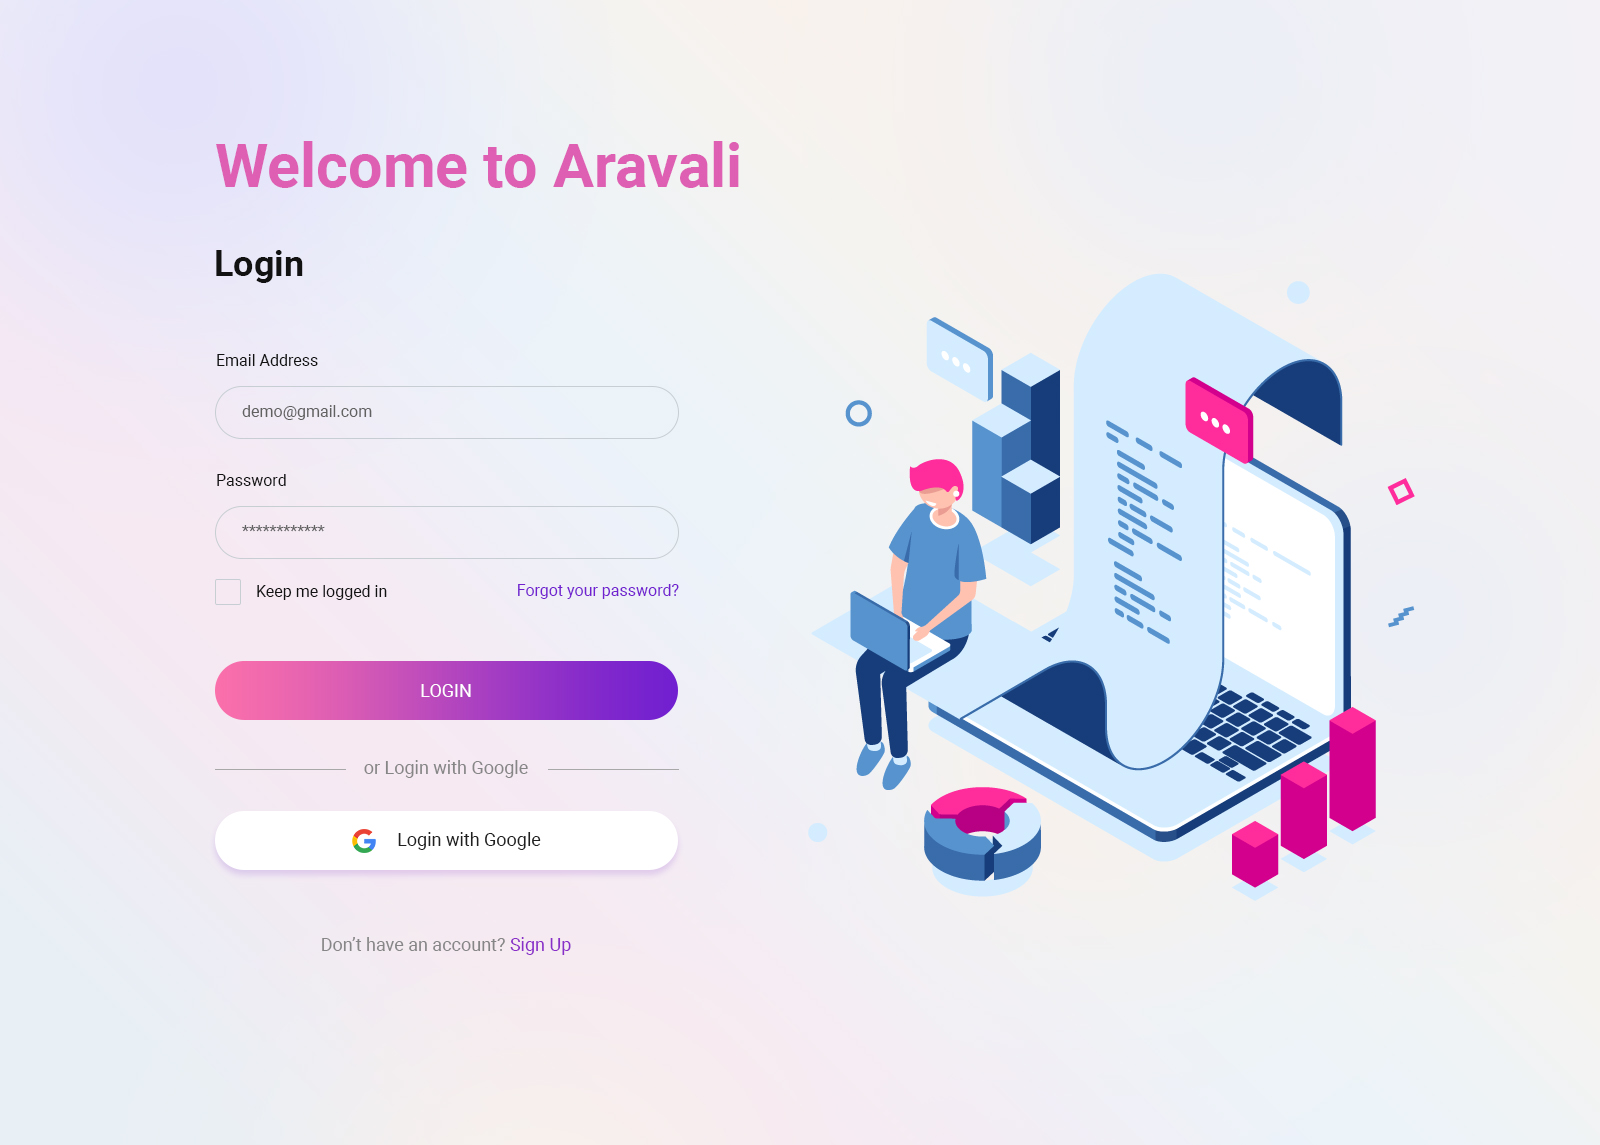 Welcome to Aravali
Login
Email Address
demo@gmail.com
Password
************
Keep me logged in
Forgot your password?
LOGIN
or Login with Google
Login with Google
Don’t have an account? Sign Up